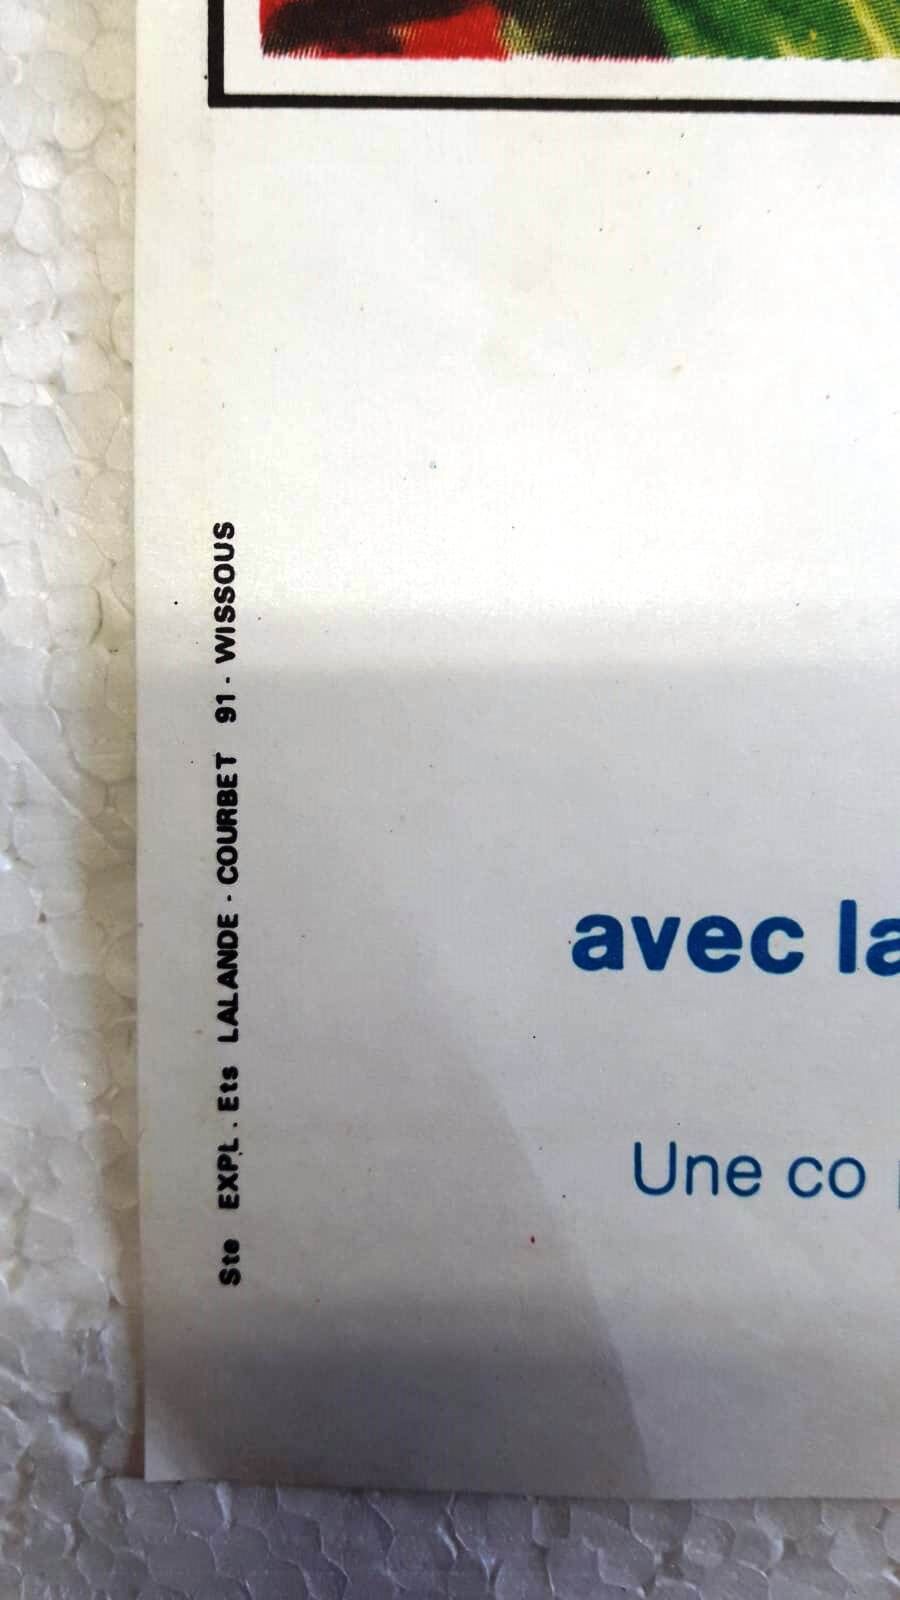 Ste EXPL. Ets LALANDE - COURBET 91 - WISSOUS
avec la
Une co